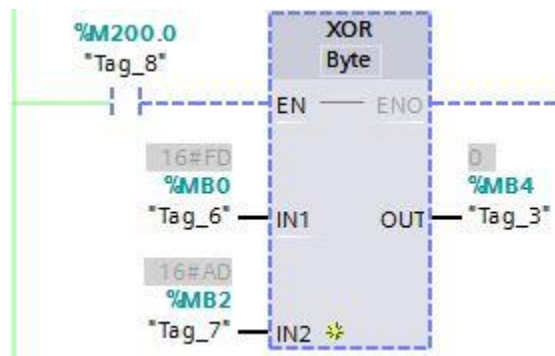 %M200.0
"Tag_8"
XOR
Byte
EN
ENO
16#FD
%MB0
"Tag_6"
IN1
0
%MB4
OUT
"Tag_3"
16#AD
%MB2
"Tag_7"
IN2